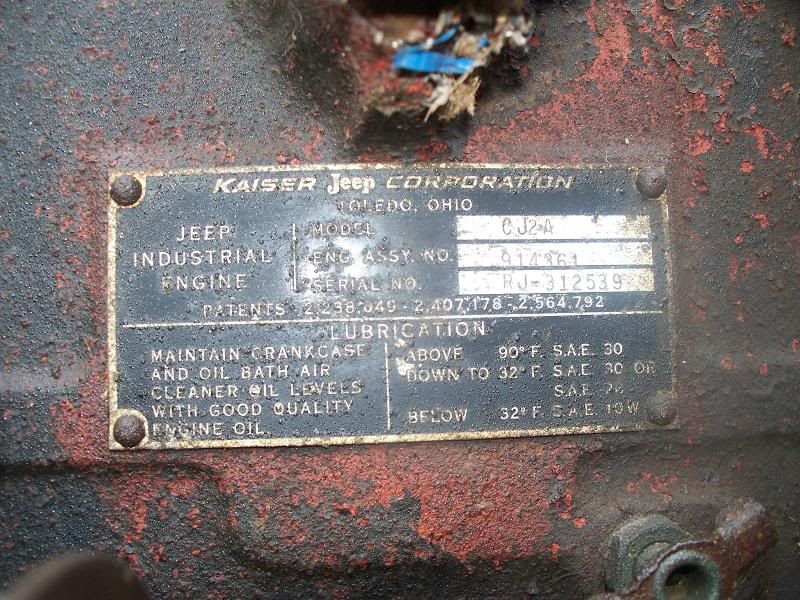 KAISER Jeep CORPORATION
TOLEDO, OHIO
JEEP INDUSTRIAL ENGINE
MODEL CJ2A
ENG. ASSY. NO. 914361
SERIAL NO. RJ-312539
PATENTS 2,238,049 - 2,407,178 - 2,564,792
LUBRICATION
MAINTAIN CRANKCASE
AND OIL BATH AIR
CLEANER OIL LEVELS
WITH GOOD QUALITY
ENGINE OIL.
ABOVE 90° F. S.A.E. 30
DOWN TO 32° F. S.A.E. 30 OR
S.A.E.
BELOW 32° F. S.A.E. 10W